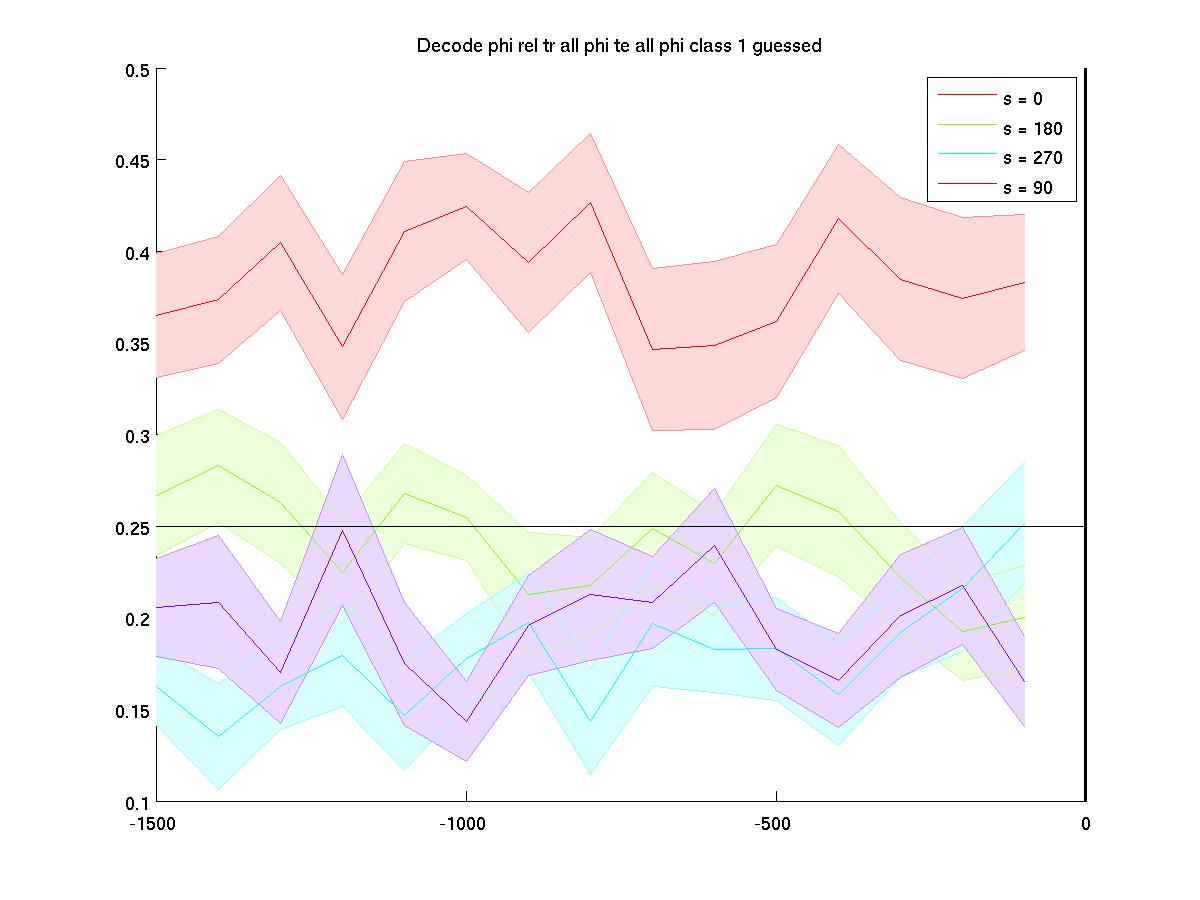 Decode phi rel tr all phi te all phi class 1 guessed
0.5
0.45
0.4
0.35
0.3
0.25
0.2
0.15
0.1
-1500
-1000
-500
0
s = 0
s = 180
s = 270
s = 90